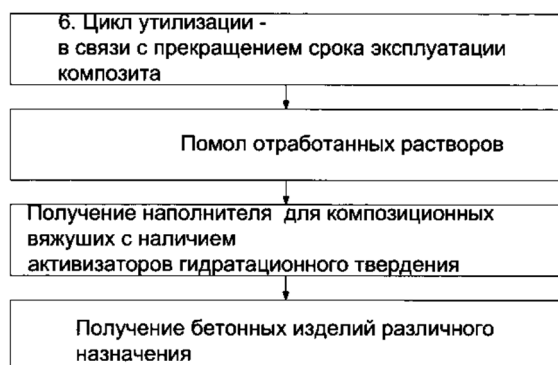 6. Цикл утилизации -
в связи с прекращением срока эксплуатации
композита
Помол отработанных растворов
Получение наполнителя для композиционных
вяжуших с наличием
активизаторов гидратационного твердения
Получение бетонных изделий различного
назначения